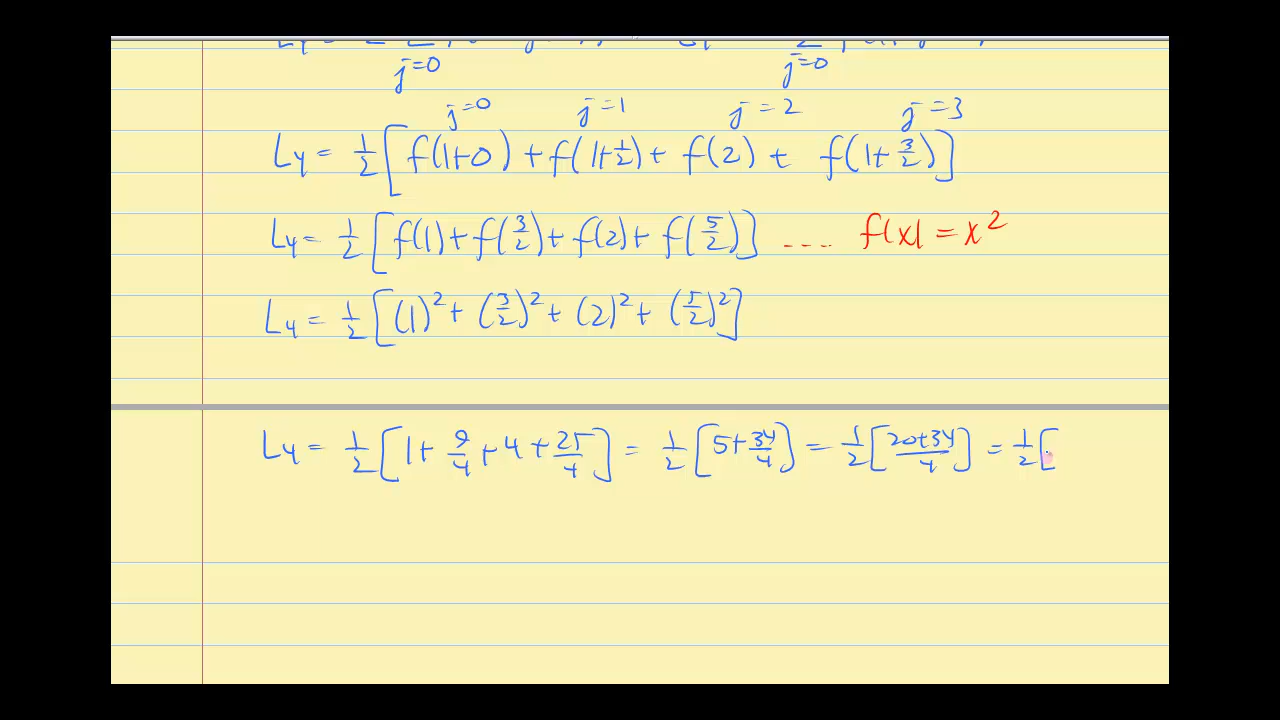 j=0 j=0
j=0 j=1 j=2 j=3
L4 = 1/2 [f(1+0) + f(1+1/2) + f(2) + f(1+3/2)]
L4 = 1/2 [f(1) + f(3/2) + f(2) + f(5/2)] .... f(x) = x²
L4 = 1/2 [(1)² + (3/2)² + (2)² + (5/2)²]
L4 = 1/2 [1 + 9/4 + 4 + 25/4] = 1/2 [5 + 34/4] = 1/2 [20+34/4] = 1/2 [